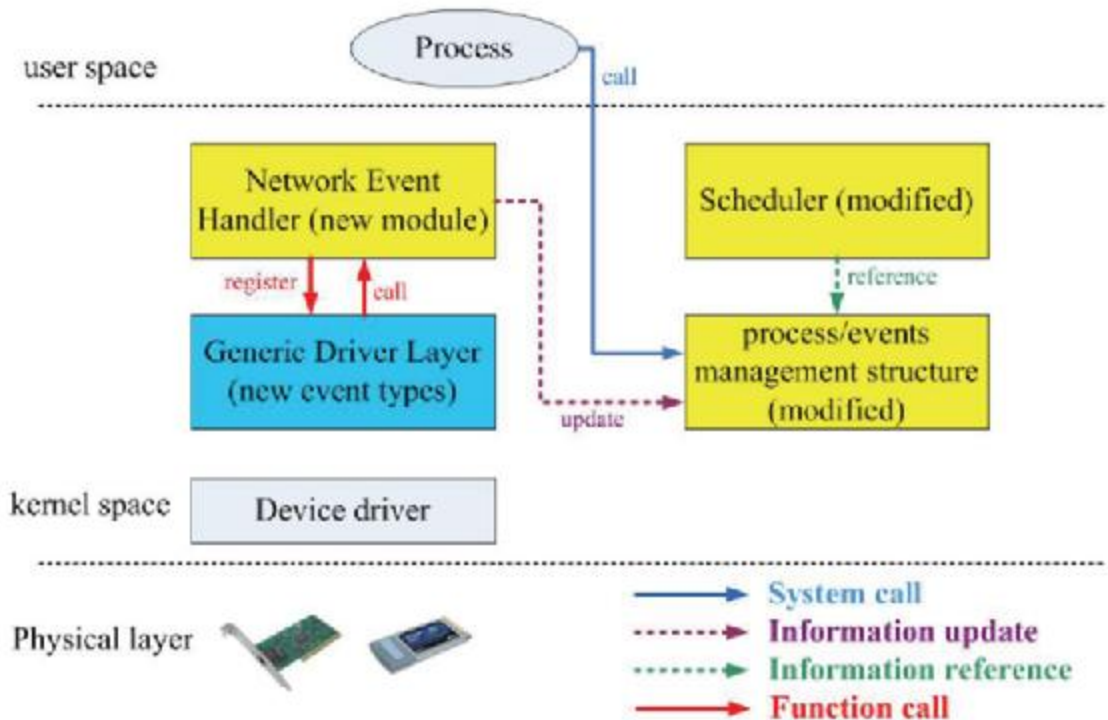 Process
user space
call
Network Event
Handler (new module)
Scheduler (modified)
register
call
reference
Generic Driver Layer
(new event types)
process/events
management structure
(modified)
update
kernel space
Device driver
Physical layer
System call
Information update
Information reference
Function call